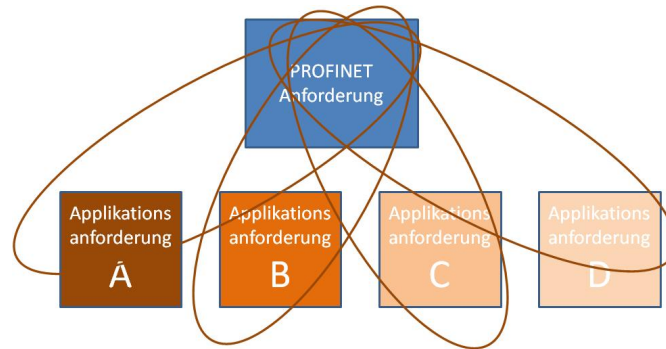 PROFINET
Anforderung
Applikations
anforderung
A
Applikations
anforderung
B
Applikations
anforderung
C
Applikations
anforderung
D